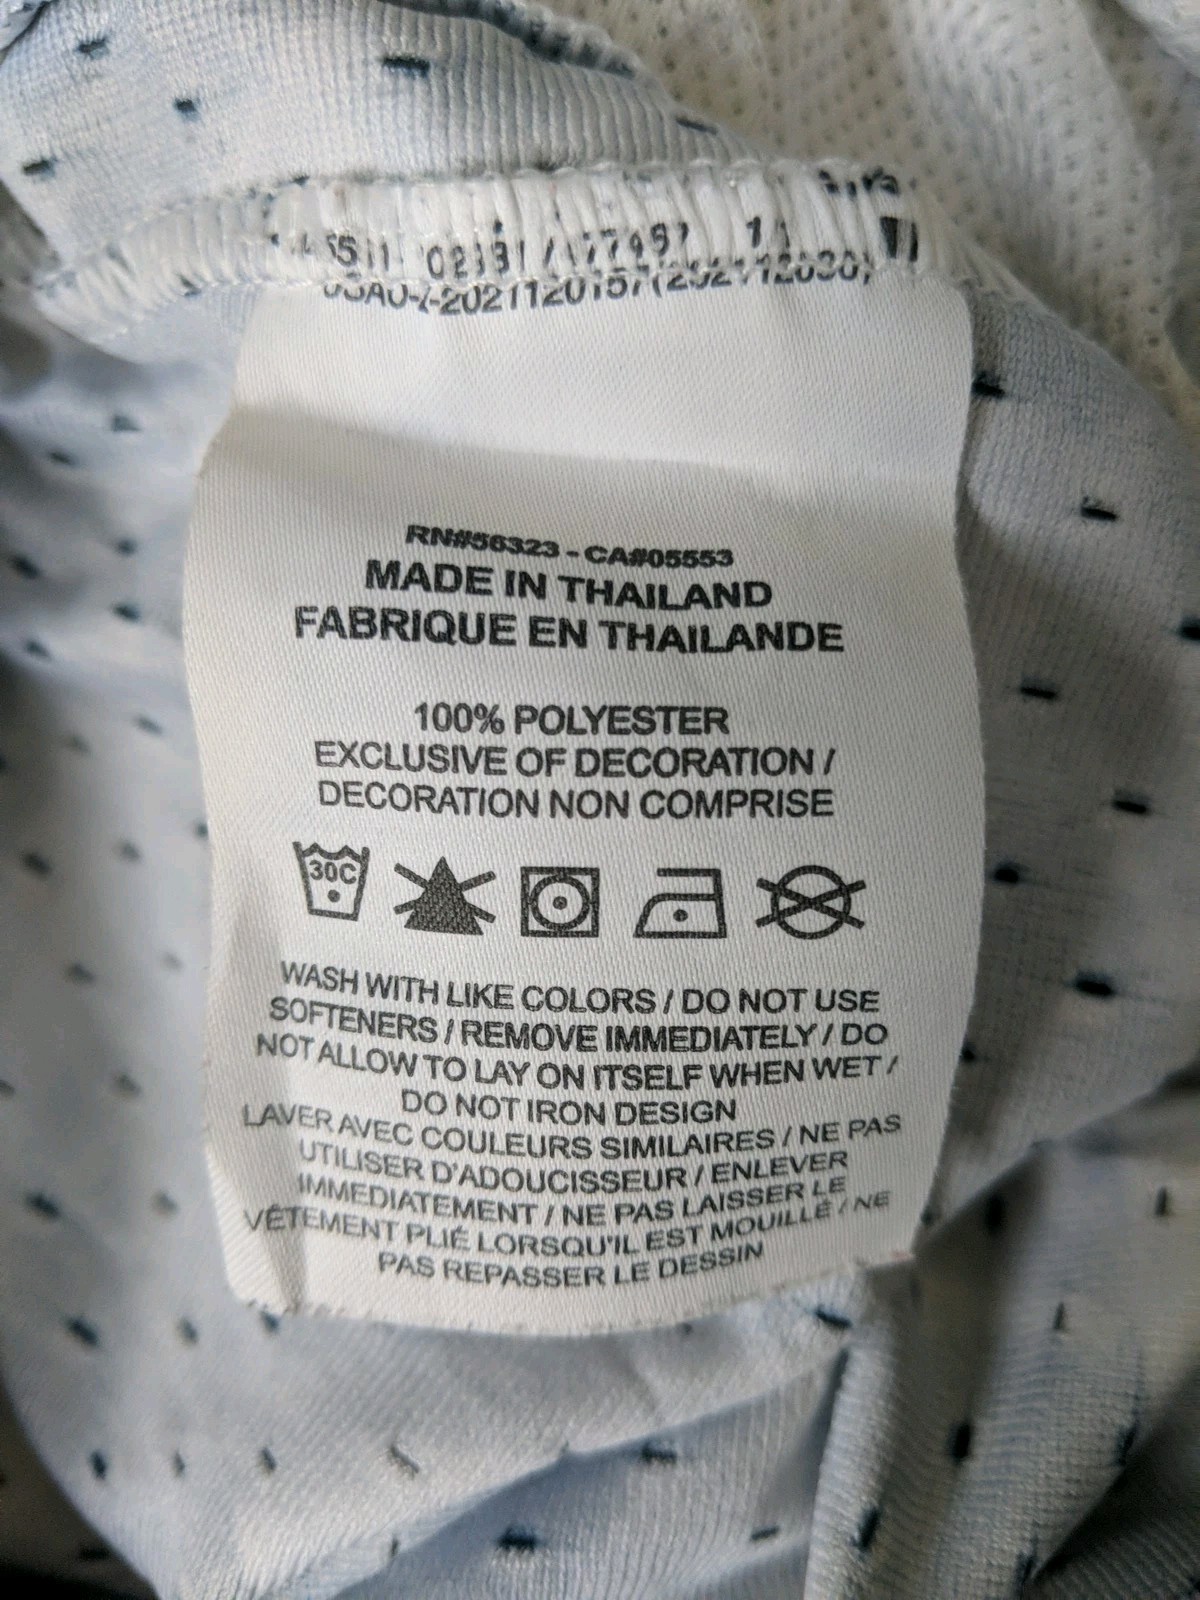 RN#56323 - CA#05553
MADE IN THAILAND
FABRIQUE EN THAILANDE
100% POLYESTER
EXCLUSIVE OF DECORATION /
DECORATION NON COMPRISE
30C
WASH WITH LIKE COLORS / DO NOT USE
SOFTENERS / REMOVE IMMEDIATELY / DO
NOT ALLOW TO LAY ON ITSELF WHEN WET /
DO NOT IRON DESIGN
LAVER AVEC COULEURS SIMILAIRES / NE PAS
UTILISER D'ADOUCISSEUR / ENLEVER
IMMEDIATEMENT / NE PAS LAISSER LE
VÊTEMENT PLIÉ LORSQU'IL EST MOUILLÉ / NE
PAS REPASSER LE DESSIN